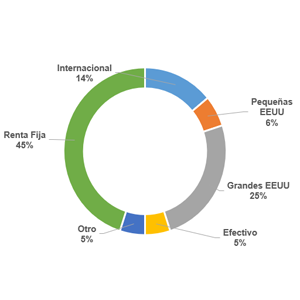 Internacional
14%
Pequeñas
EEUU
6%
Renta Fija
45%
Grandes EEUU
25%
Otro
5%
Efectivo
5%